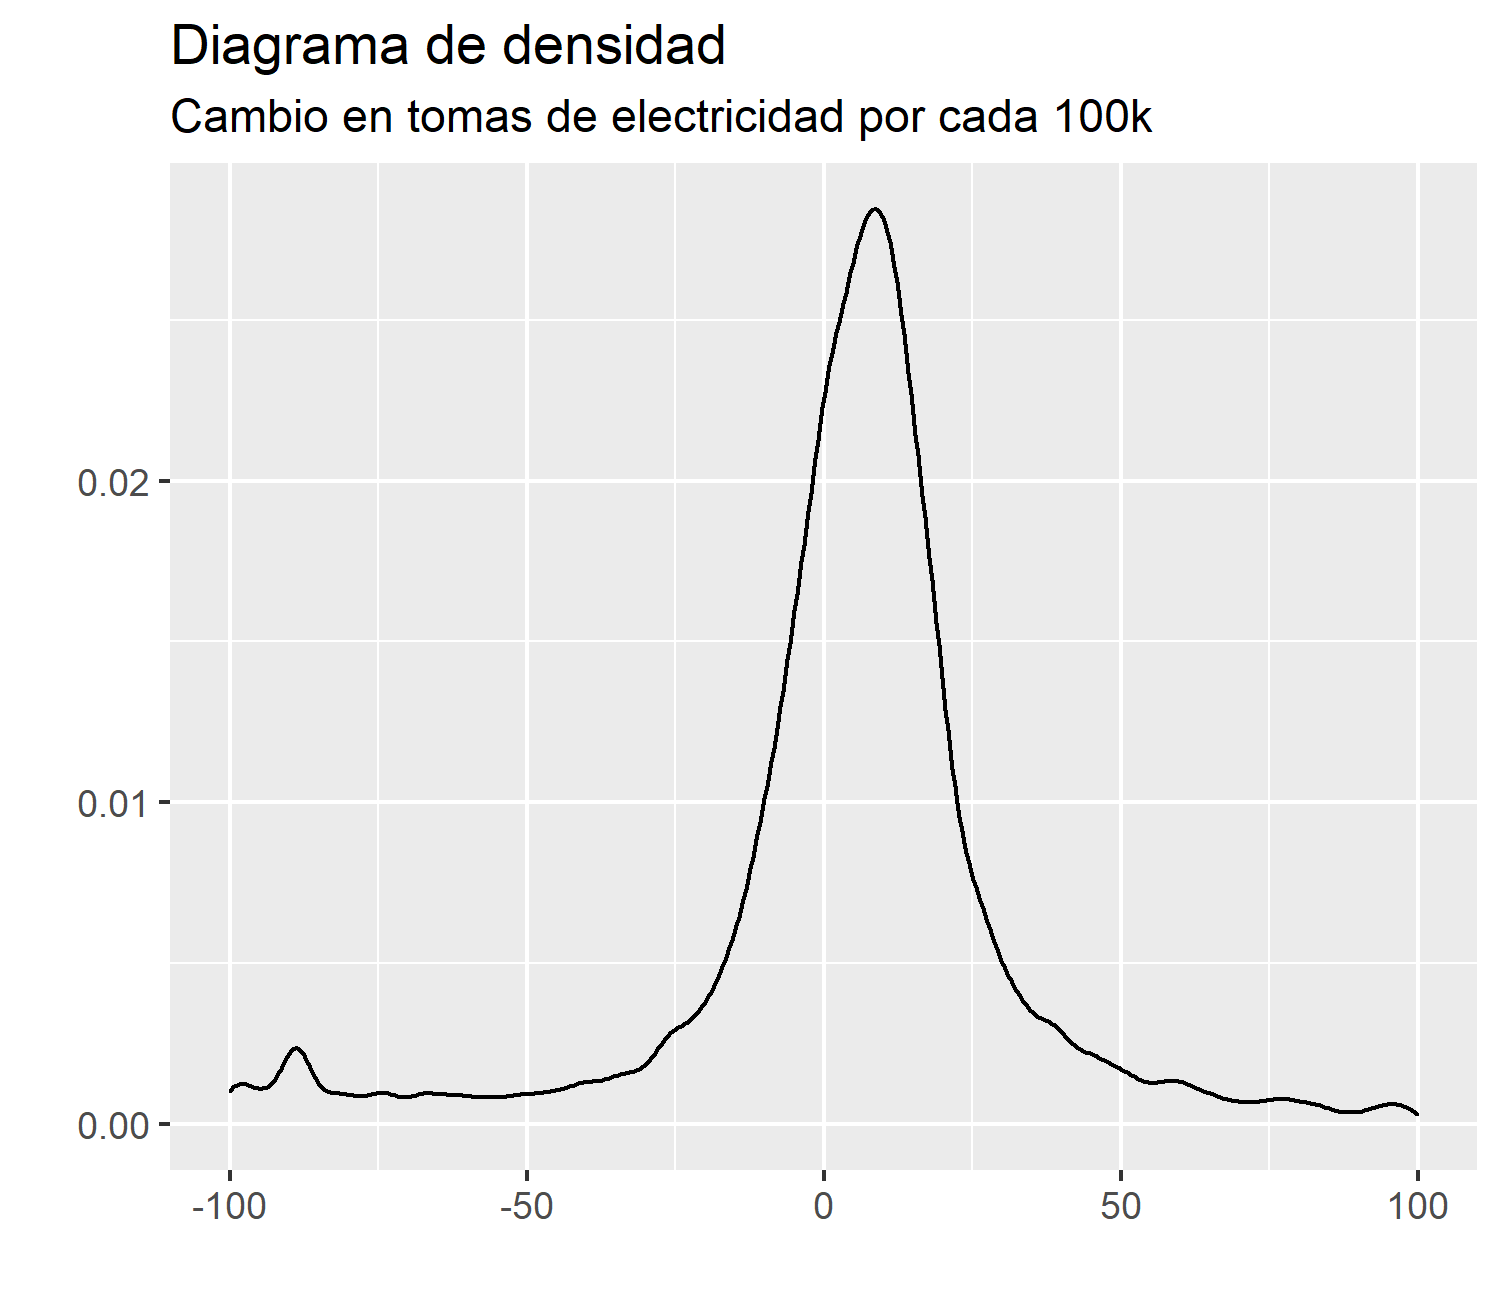 Diagrama de densidad
Cambio en tomas de electricidad por cada 100k
0.02
0.01
0.00
-100 -50 0 50 100